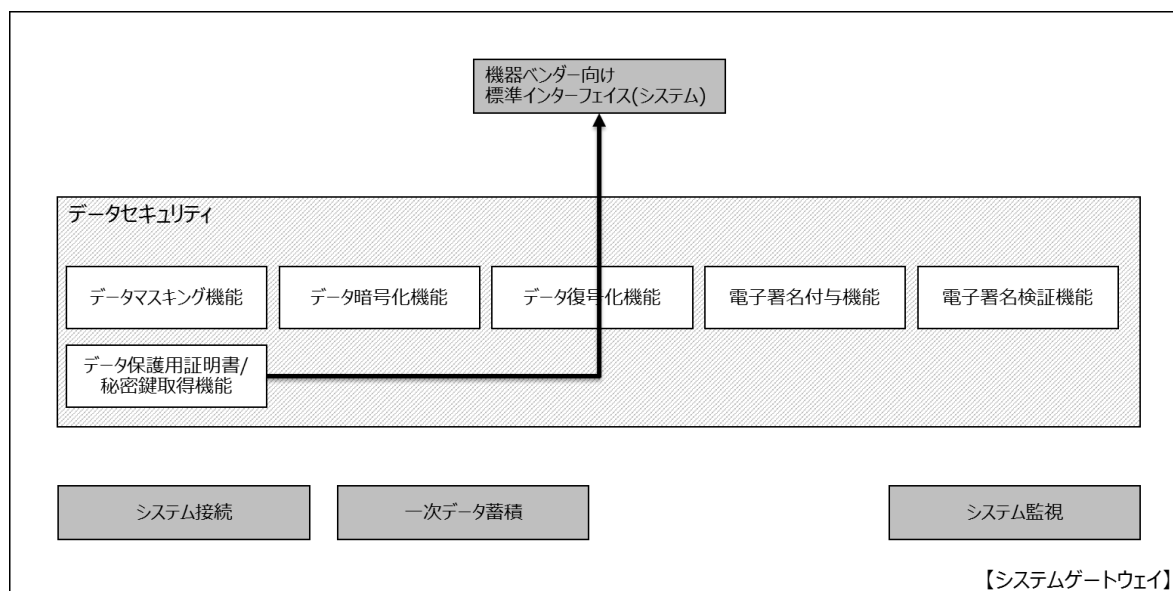 機器ベンダー向け
標準インターフェイス(システム)
データセキュリティ
データマスキング機能
データ暗号化機能
データ復号化機能
電子署名付与機能
電子署名検証機能
データ保護用証明書/
秘密鍵取得機能
システム接続
一次データ蓄積
システム監視
【システムゲートウェイ】